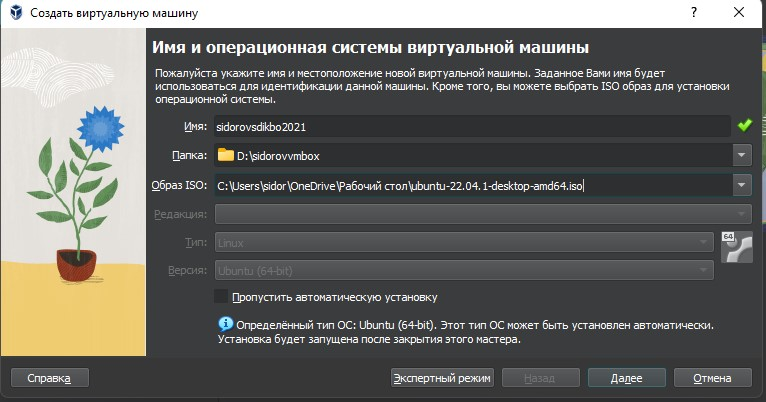 Создать виртуальную машину
Имя и операционная системы виртуальной машины
Пожалуйста укажите имя и местоположение новой виртуальной машины. Заданное Вами имя будет
использоваться для идентификации данной машины. Кроме того, вы можете выбрать ISO образ для установки
операционной системы.
Имя: sidorovsdikbo2021
Папка: D:\sidorovvmbox
Образ ISO: C:\Users\sidor\OneDrive\Рабочий стол\ubuntu-22.04.1-desktop-amd64.iso
Редакция:
Тип: Linux 64
Версия: Ubuntu (64-bit)
Пропустить автоматическую установку
Определённый тип ОС: Ubuntu (64-bit). Этот тип ОС может быть установлен автоматически.
Установка будет запущена после закрытия этого мастера.
Справка Экспертный режим Назад Далее Отмена